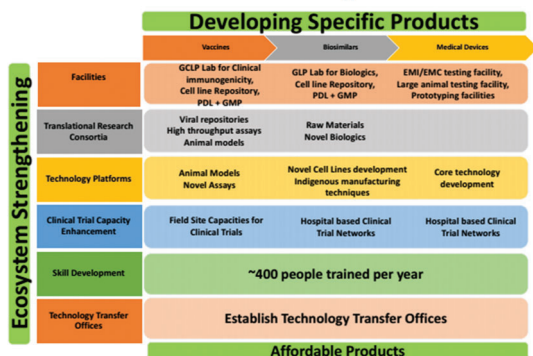 Developing Specific Products
Vaccines
Biosimilars
Medical Devices
Ecosystem Strengthening
Facilities
GCLP Lab for Clinical
immunogenicity,
Cell line Repository,
PDL + GMP
GLP Lab for Biologics,
Cell line Repository,
PDL + GMP
EMI/EMC testing facility,
Large animal testing facility,
Prototyping facilities
Translational Research
Consortia
Viral repositories
High throughput assays
Animal models
Raw Materials
Novel Biologics
Technology Platforms
Animal Models
Novel Assays
Novel Cell Lines development
Indigenous manufacturing
techniques
Core technology
development
Clinical Trial Capacity
Enhancement
Field Site Capacities for
Clinical Trials
Hospital based Clinical
Trial Networks
Hospital based Clinical
Trial Networks
Skill Development
~400 people trained per year
Technology Transfer
Offices
Establish Technology Transfer Offices
Affordable Products